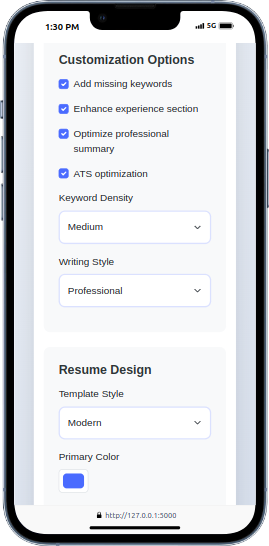 1:30 PM
5G
Customization Options
Add missing keywords
Enhance experience section
Optimize professional
summary
ATS optimization
Keyword Density
Medium
Writing Style
Professional
Resume Design
Template Style
Modern
Primary Color
http://127.0.0.1:5000